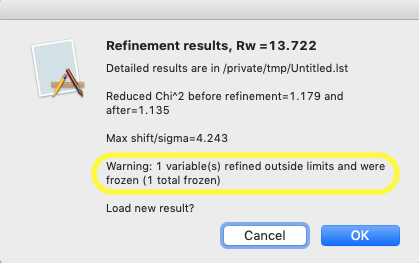 Refinement results, Rw =13.722
Detailed results are in /private/tmp/Untitled.lst
Reduced Chi^2 before refinement=1.179 and
after=1.135
Max shift/sigma=4.243
Warning: 1 variable(s) refined outside limits and were
frozen (1 total frozen)
Load new result?
Cancel
OK